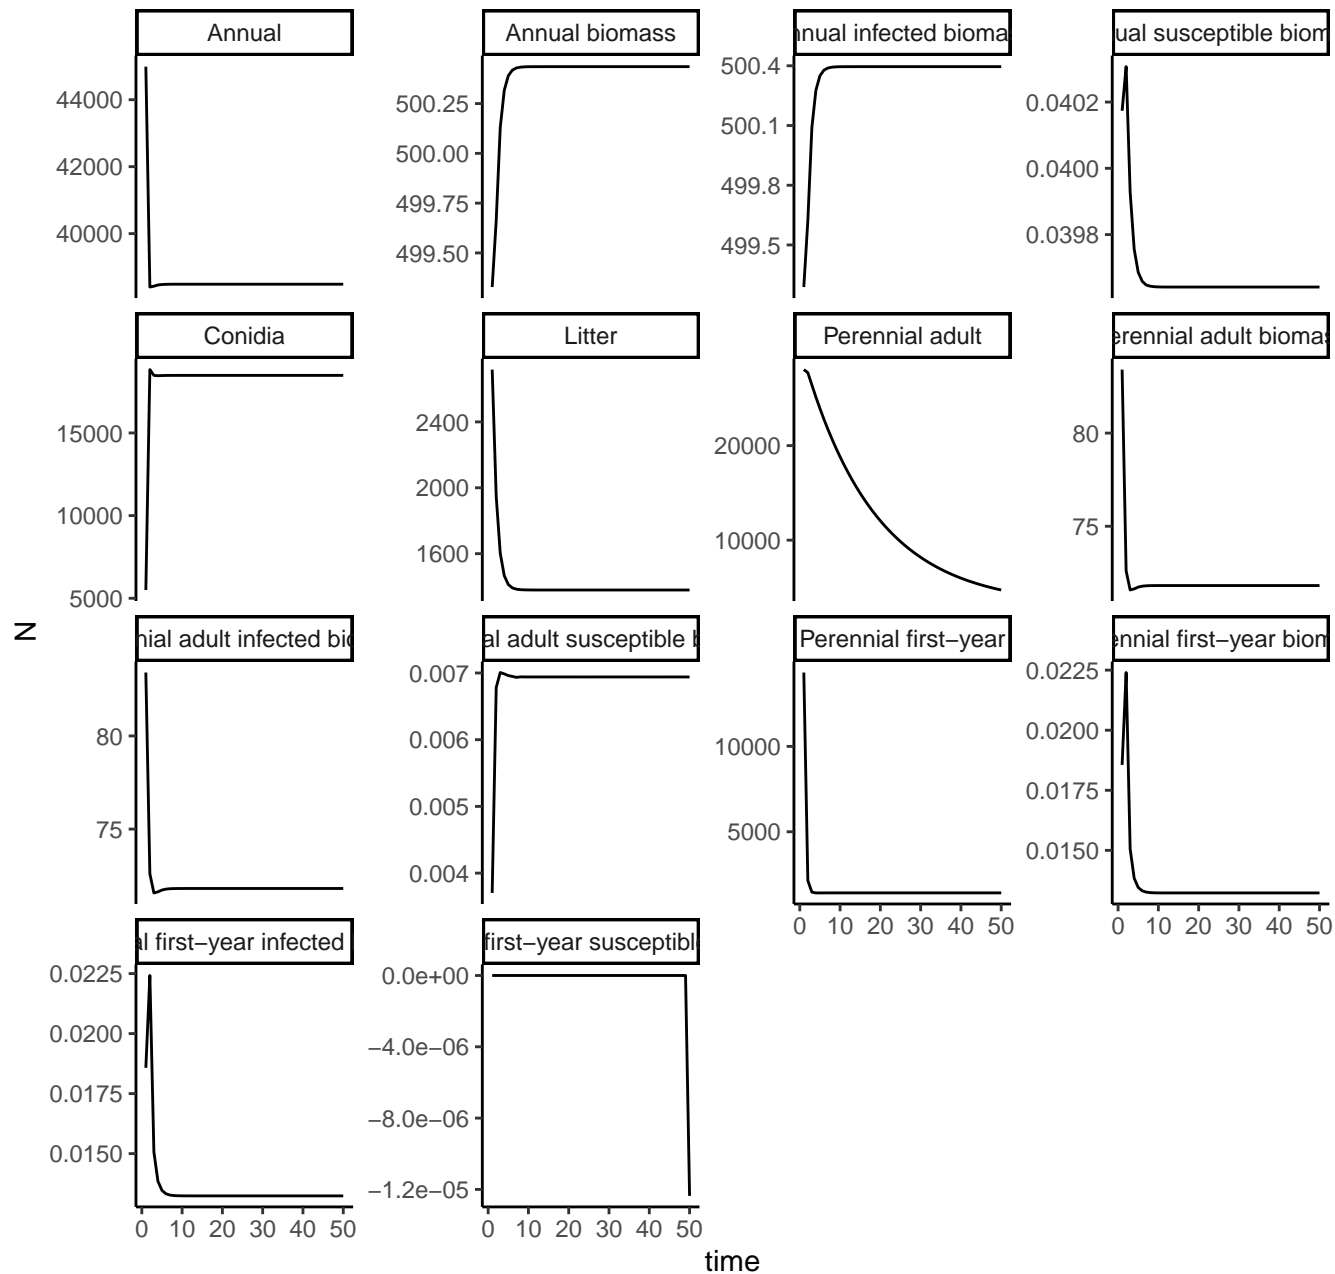 Annual
Annual biomass
nnual infected bioma
ual susceptible biom
44000
42000
40000
500.25
500.00
499.75
499.50
500.4
500.1
499.8
499.5
0.0402
0.0400
0.0398
Conidia
Litter
Perennial adult
erennial adult biomas
15000
10000
5000
2400
2000
1600
20000
10000
80
75
N
nial adult infected bio
al adult susceptible b
Perennial first−year
ennial first−year biom
80
75
0.007
0.006
0.005
0.004
10000
5000
0.0225
0.0200
0.0175
0.0150
0 10 20 30 40 50
0 10 20 30 40 50
al first−year infected
first−year susceptible
0.0225
0.0200
0.0175
0.0150
0.0e+00
−4.0e−06
−8.0e−06
−1.2e−05
0 10 20 30 40 50
0 10 20 30 40 50
time